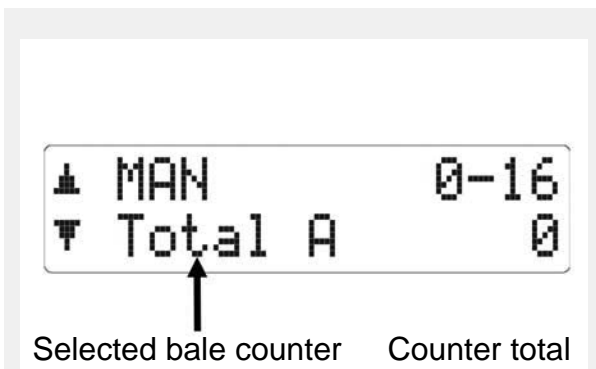 ▲ MAN 0-16
▼ Total A 0
Selected bale counter Counter total